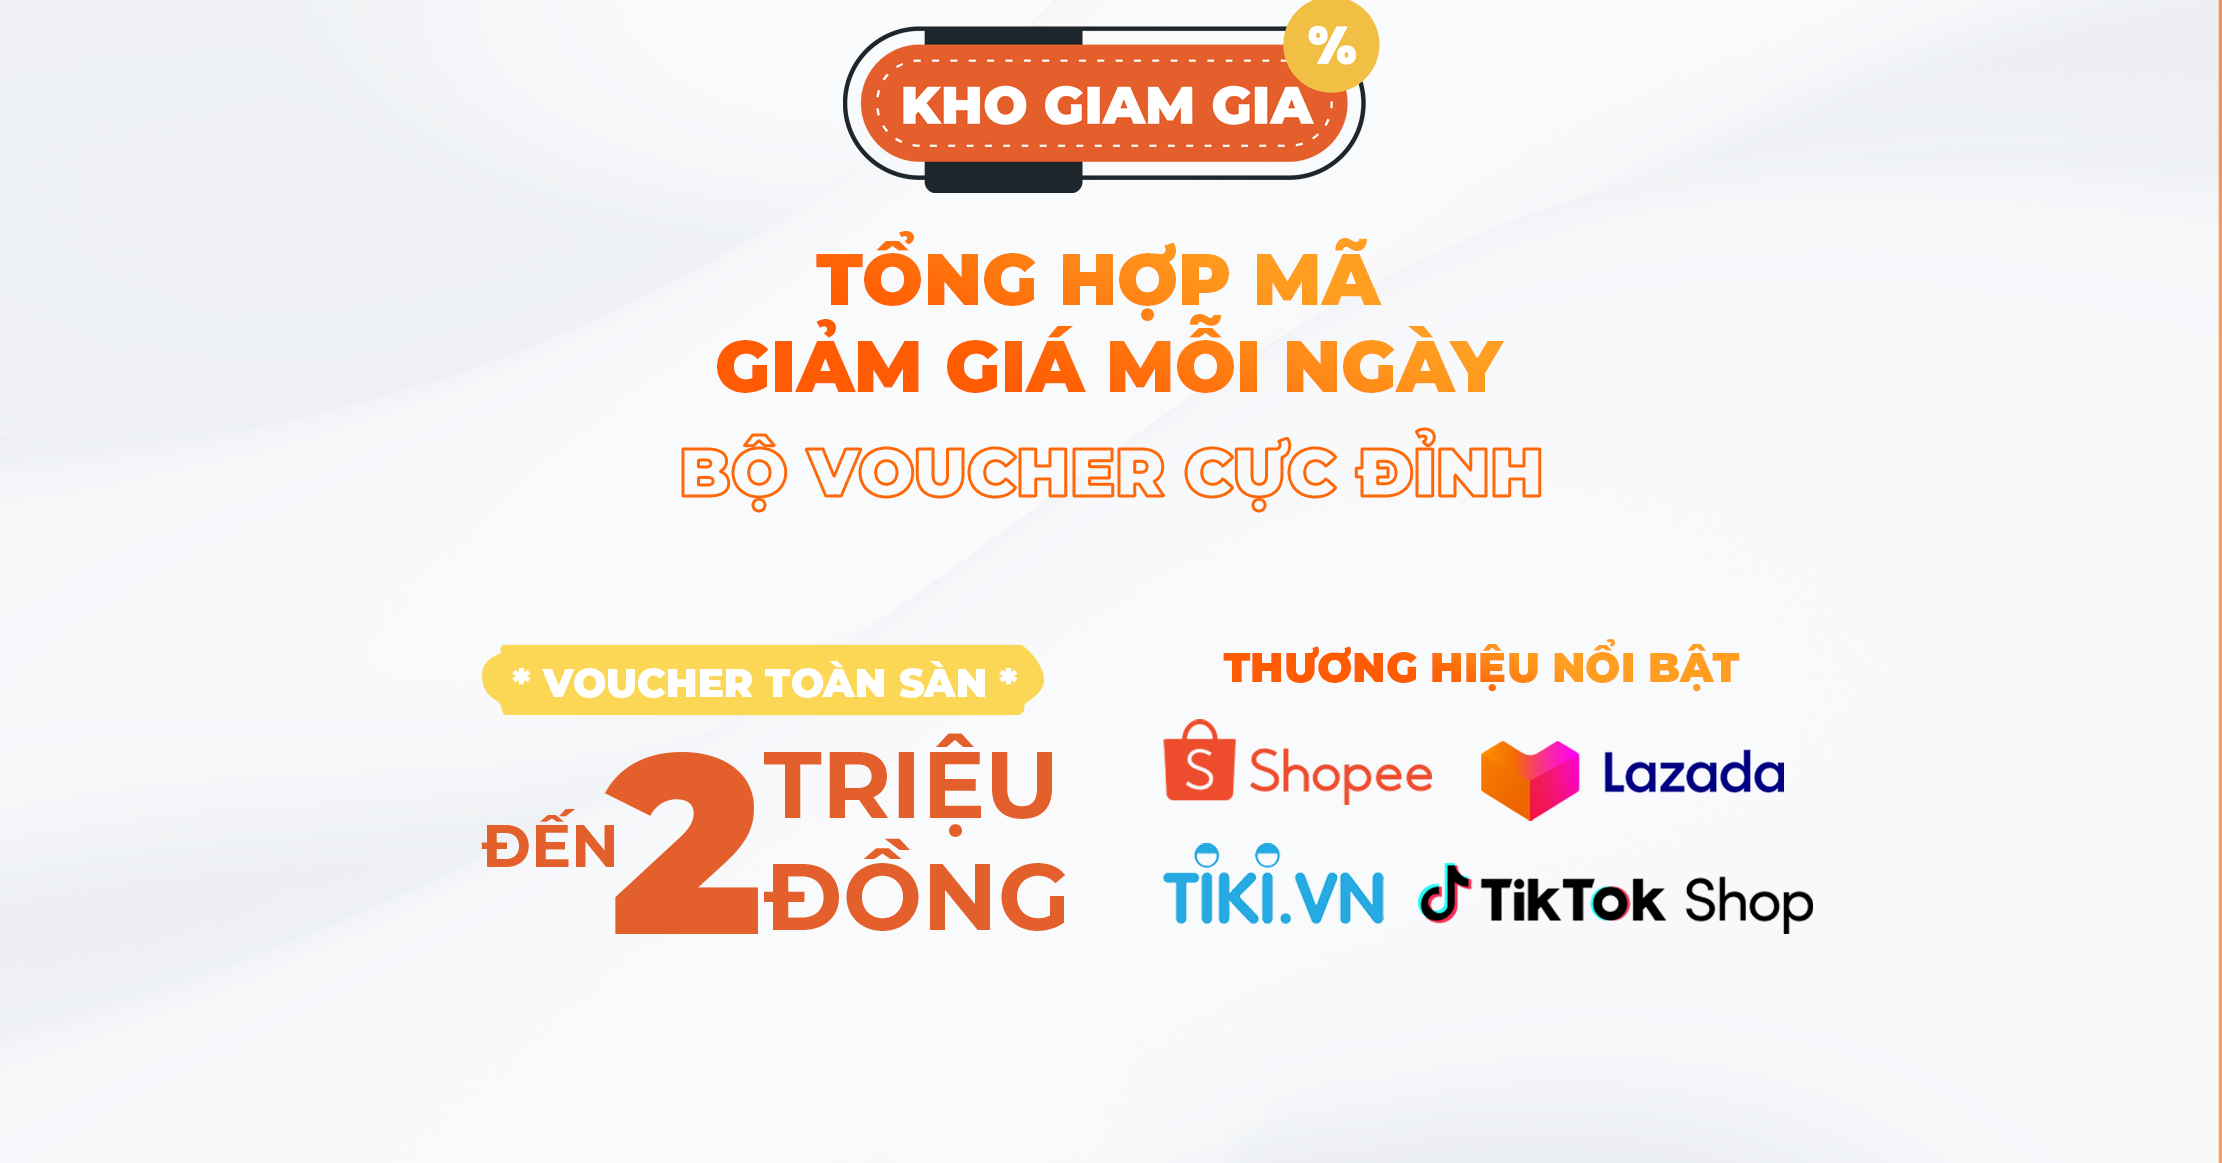 %
KHO GIAM GIA
TỔNG HỢP MÃ
GIẢM GIÁ MỖI NGÀY
BỘ VOUCHER CỰC ĐỈNH
* VOUCHER TOÀN SÀN *
ĐẾN 2 TRIỆU
ĐỒNG
THƯƠNG HIỆU NỔI BẬT
S Shopee
Lazada
TIKI.VN
TikTok Shop